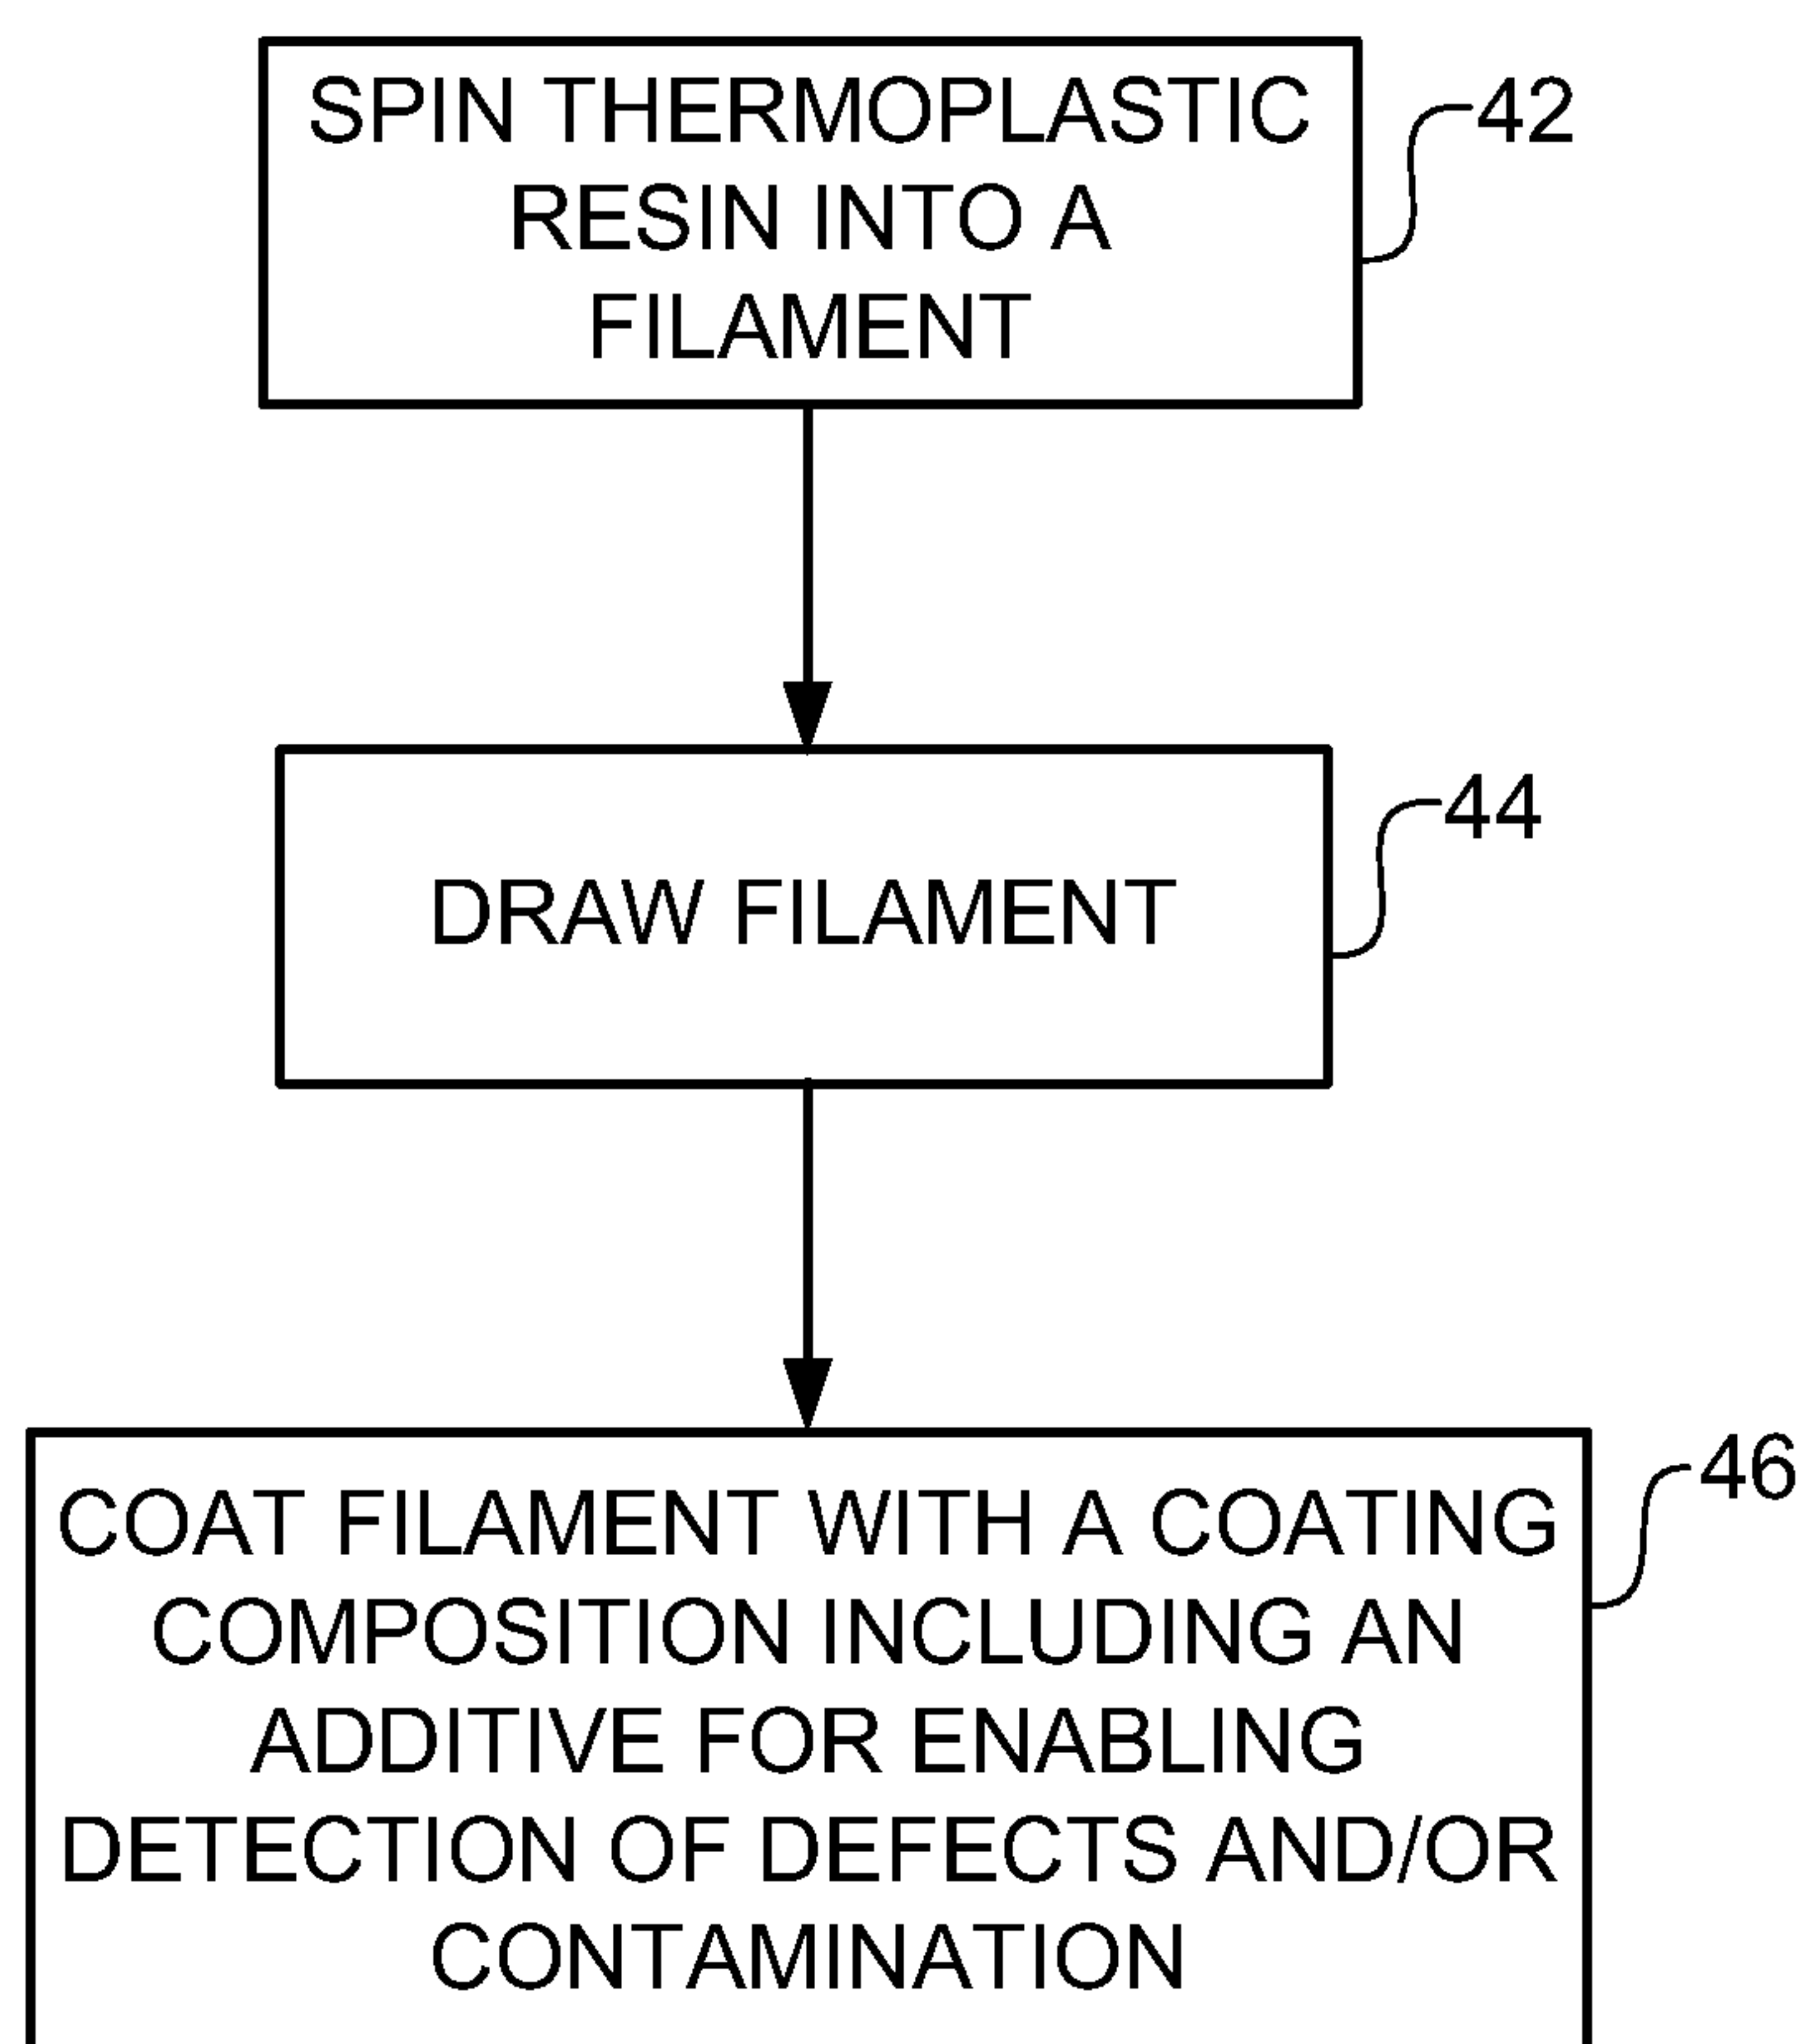 SPIN THERMOPLASTIC
RESIN INTO A
FILAMENT
42
DRAW FILAMENT
44
COAT FILAMENT WITH A COATING
COMPOSITION INCLUDING AN
ADDITIVE FOR ENABLING
DETECTION OF DEFECTS AND/OR
CONTAMINATION
46